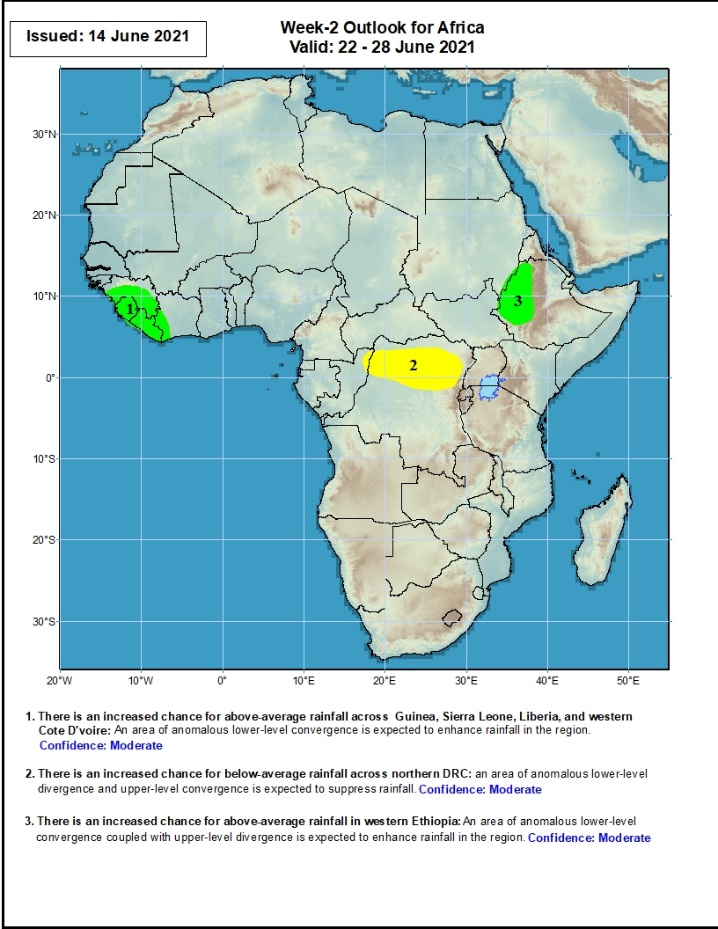 Issued: 14 June 2021
Week-2 Outlook for Africa
Valid: 22 - 28 June 2021
30°N
20°N
10°N
0°
10°S
20°S
30°S
1
2
3
20°W
10°W
0°
10°E
20°E
30°E
40°E
50°E
1. There is an increased chance for above-average rainfall across Guinea, Sierra Leone, Liberia, and western
Cote D'voire: An area of anomalous lower-level convergence is expected to enhance rainfall in the region.
Confidence: Moderate
2. There is an increased chance for below-average rainfall across northern DRC: an area of anomalous lower-level
divergence and upper-level convergence is expected to suppress rainfall. Confidence: Moderate
3. There is an increased chance for above-average rainfall in western Ethiopia: An area of anomalous lower-level
convergence coupled with upper-level divergence is expected to enhance rainfall in the region. Confidence: Moderate